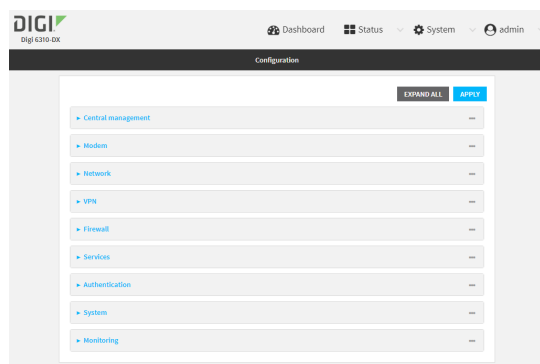 DIGI
Digi 6310-DX
Dashboard Status System admin
Configuration
EXPAND ALL APPLY
Central management
Modem
Network
VPN
Firewall
Services
Authentication
System
Monitoring